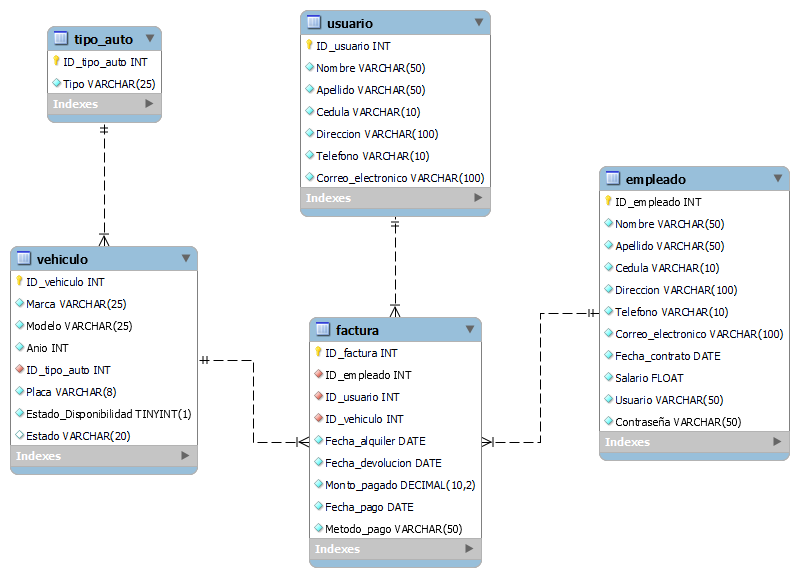 tipo_auto
ID_tipo_auto INT
Tipo VARCHAR(25)
Indexes
usuario
ID_usuario INT
Nombre VARCHAR(50)
Apellido VARCHAR(50)
Cedula VARCHAR(10)
Direccion VARCHAR(100)
Telefono VARCHAR(10)
Correo_electronico VARCHAR(100)
Indexes
empleado
ID_empleado INT
Nombre VARCHAR(50)
Apellido VARCHAR(50)
Cedula VARCHAR(10)
Direccion VARCHAR(100)
Telefono VARCHAR(10)
Correo_electronico VARCHAR(100)
Fecha_contrato DATE
Salario FLOAT
Usuario VARCHAR(50)
Contraseña VARCHAR(50)
Indexes
vehiculo
ID_vehiculo INT
Marca VARCHAR(25)
Modelo VARCHAR(25)
Anio INT
ID_tipo_auto INT
Placa VARCHAR(8)
Estado_Disponibilidad TINYINT(1)
Estado VARCHAR(20)
Indexes
factura
ID_factura INT
ID_empleado INT
ID_usuario INT
ID_vehiculo INT
Fecha_alquiler DATE
Fecha_devolucion DATE
Monto_pagado DECIMAL(10,2)
Fecha_pago DATE
Metodo_pago VARCHAR(50)
Indexes